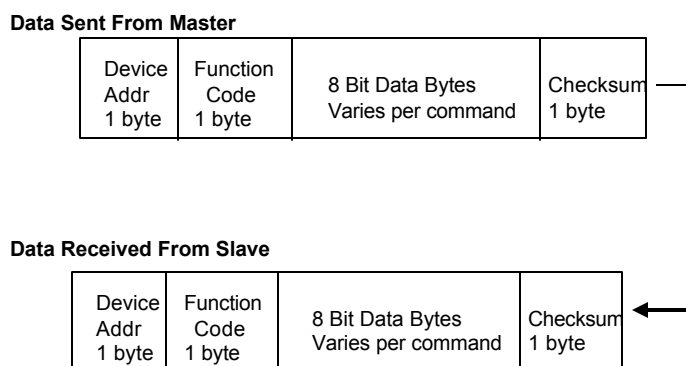 Data Sent From Master
Device
Addr
1 byte
Function
Code
1 byte
8 Bit Data Bytes
Varies per command
Checksum
1 byte
Data Received From Slave
Device
Addr
1 byte
Function
Code
1 byte
8 Bit Data Bytes
Varies per command
Checksum
1 byte